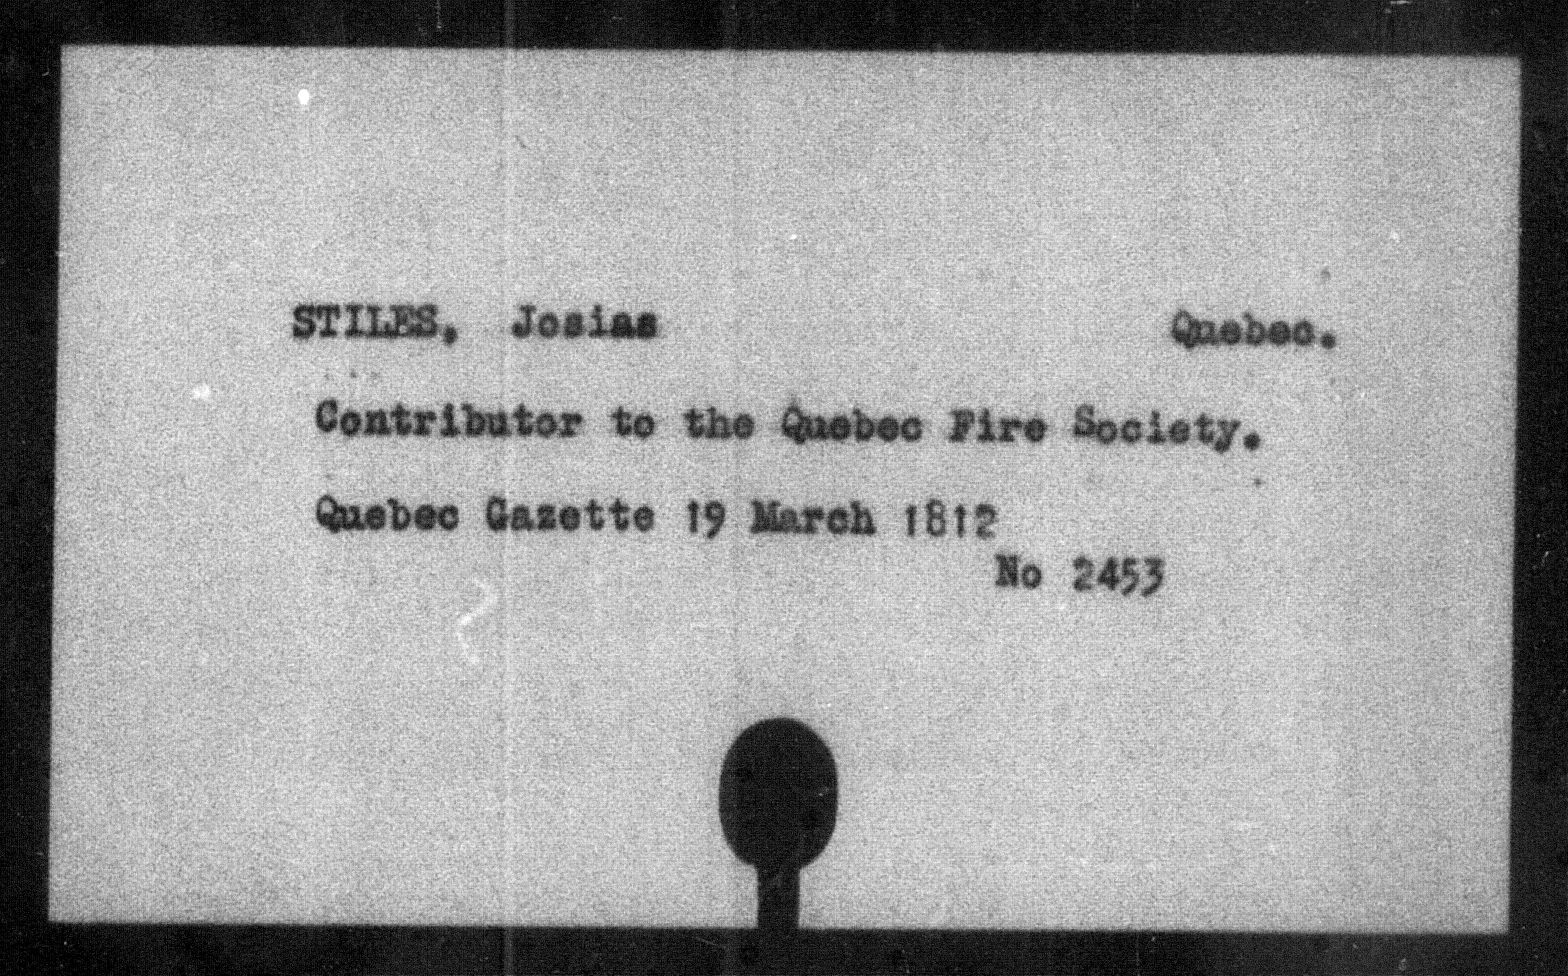 STILES, Josias Quebec.
Contributor to the Quebec Fire Society.
Quebec Gazette 19 March 1812
No 2453